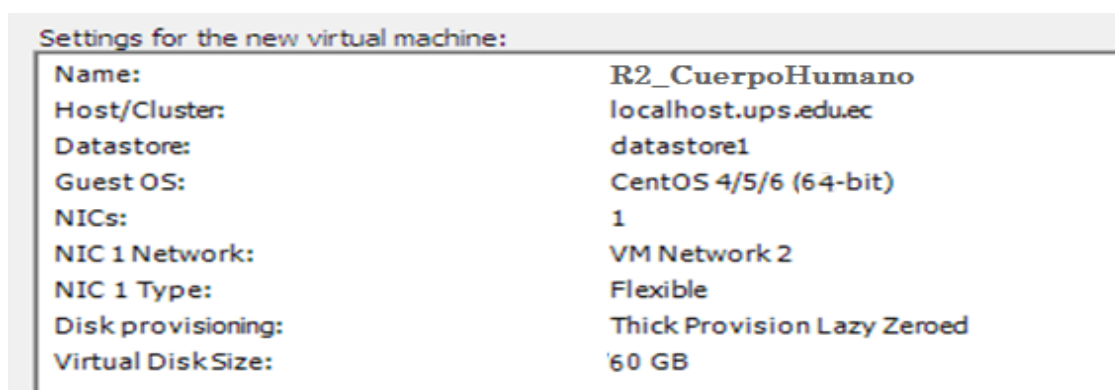 Settings for the new virtual machine:
Name: R2_CuerpoHumano
Host/Cluster: localhost.ups.edu.ec
Datastore: datastore1
Guest OS: CentOS 4/5/6 (64-bit)
NICs: 1
NIC 1 Network: VM Network 2
NIC 1 Type: Flexible
Disk provisioning: Thick Provision Lazy Zeroed
Virtual Disk Size: 60 GB